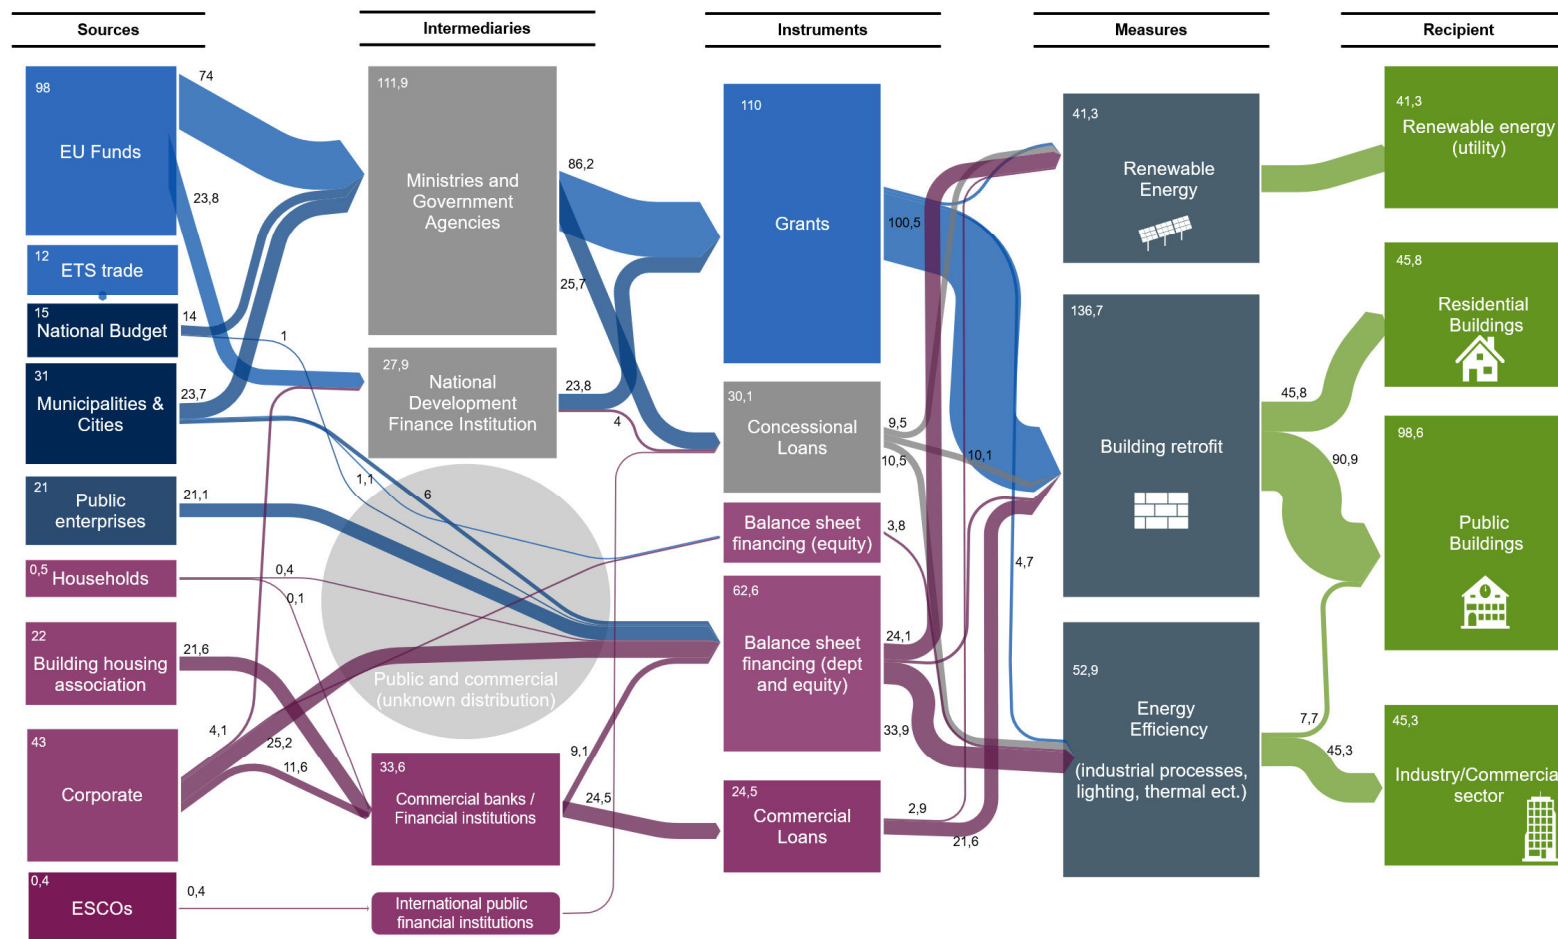 Sources
Intermediaries
Instruments
Measures
Recipient
98
EU Funds
74
23,8
12
ETS trade
15
National Budget
14
1
31
Municipalities &
Cities
23,7
6
1,1
21
Public
enterprises
21,1
0,5
Households
0,4
0,1
22
Building housing
association
21,6
43
Corporate
4,1
25,2
11,6
0,4
ESCOs
0,4
111,9
Ministries and
Government
Agencies
86,2
25,7
27,9
National
Development
Finance Institution
23,8
4
Public and commercial
(unknown distribution)
33,6
Commercial banks /
Financial institutions
9,1
24,5
International public
financial institutions
110
Grants
100,5
30,1
Concessional
Loans
9,5
10,1
10,5
Balance sheet
financing (equity)
3,8
62,6
Balance sheet
financing (dept
and equity)
24,1
33,9
4,7
24,5
Commercial
Loans
2,9
21,6
41,3
Renewable
Energy
136,7
Building retrofit
45,8
90,9
52,9
Energy
Efficiency
(industrial processes,
lighting, thermal ect.)
7,7
45,3
41,3
Renewable energy
(utility)
45,8
Residential
Buildings
98,6
Public
Buildings
45,3
Industry/Commercia
sector